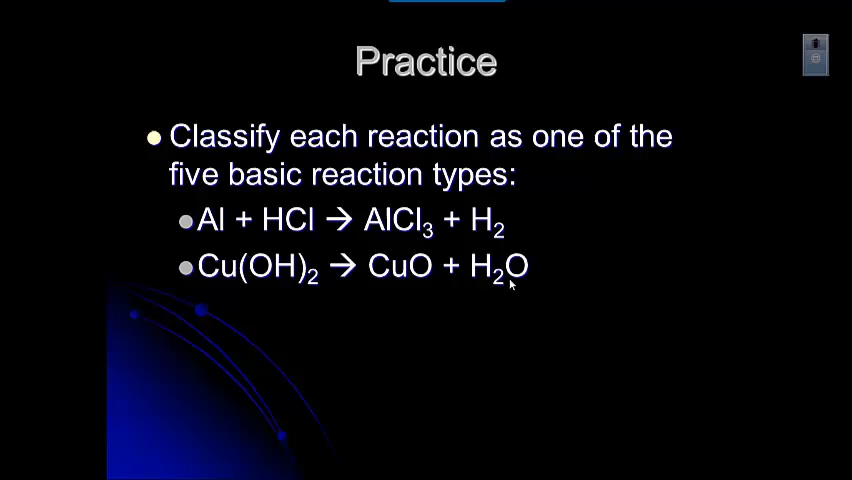 Practice
Classify each reaction as one of the
five basic reaction types:
Al + HCl → AlCl₃ + H₂
Cu(OH)₂ → CuO + H₂O